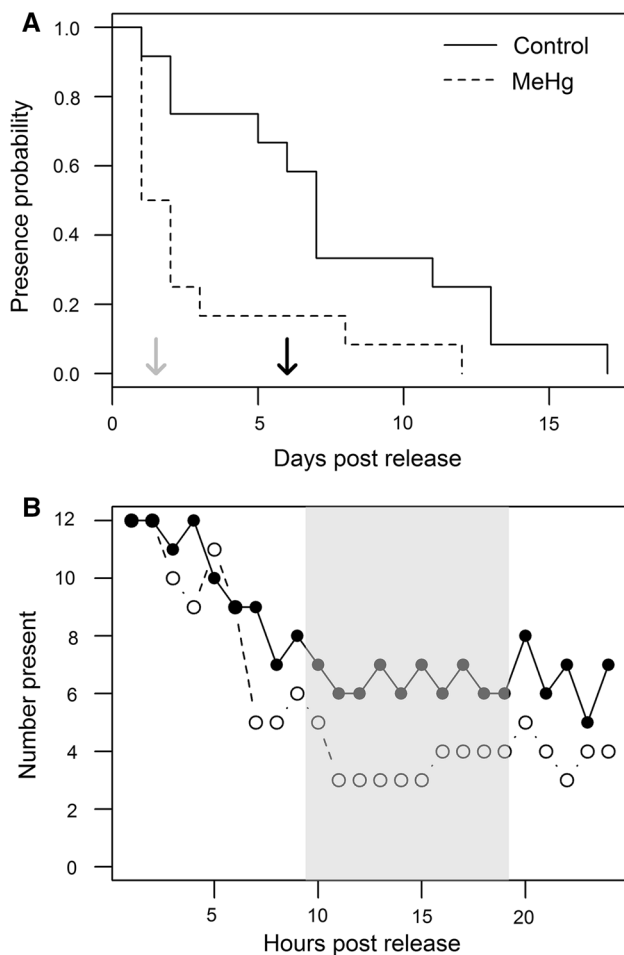 A
1.0
0.8
0.6
0.4
0.2
0.0
Presence probability
Control
MeHg
0 5 10 15
Days post release
B
12
10
8
6
4
2
0
Number present
5 10 15 20
Hours post release